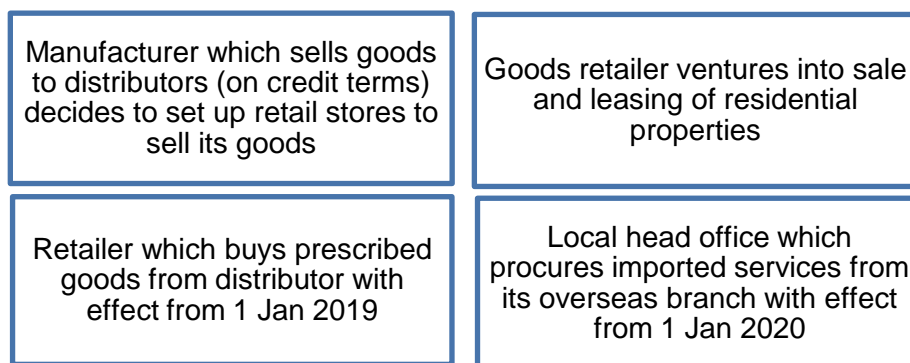 Manufacturer which sells goods
to distributors (on credit terms)
decides to set up retail stores to
sell its goods
Goods retailer ventures into sale
and leasing of residential
properties
Retailer which buys prescribed
goods from distributor with
effect from 1 Jan 2019
Local head office which
procures imported services from
its overseas branch with effect
from 1 Jan 2020